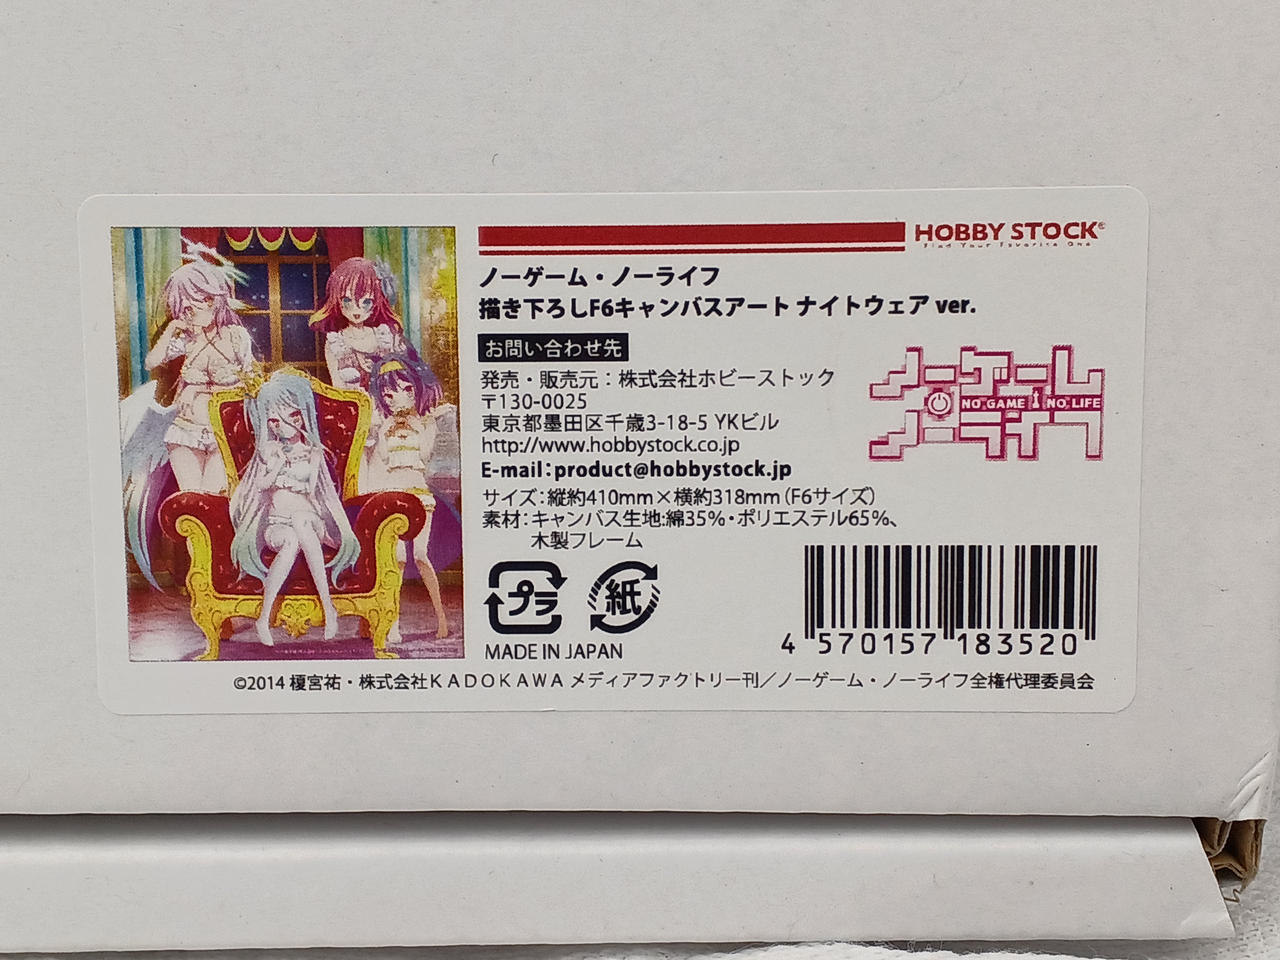 HOBBY STOCK®
Find Your Favorite One
ノーゲーム・ノーライフ
描き下ろしF6キャンバスアート ナイトウェア ver.
お問い合わせ先
発売・販売元：株式会社ホビーストック
〒130-0025
東京都墨田区千歳3-18-5 YKビル
http://www.hobbystock.co.jp
E-mail：product@hobbystock.jp
ノーゲーム
NO GAME NO LIFE
ノーライフ
サイズ：縦約410mm×横約318mm（F6サイズ）
素材：キャンバス生地:綿35%・ポリエステル65%、
木製フレーム
プラ
紙
MADE IN JAPAN
4 570157 183520
©2014 榎宮祐・株式会社KADOKAWA メディアファクトリー刊／ノーゲーム・ノーライフ全権代理委員会